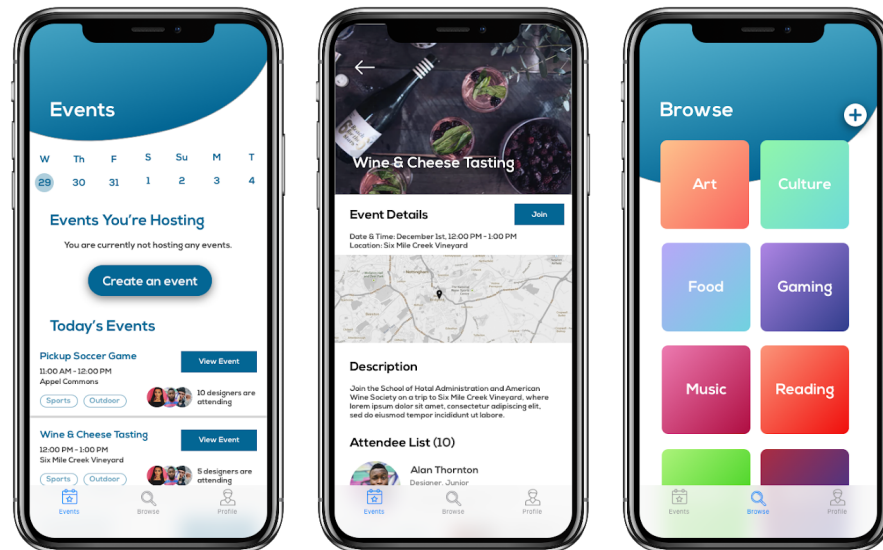 Events
W Th F S Su M T
29 30 31 1 2 3 4
Events You're Hosting
You are currently not hosting any events.
Create an event
Today's Events
Pickup Soccer Game
View Event
11:00 AM - 12:00 PM
Appel Commons
Sports Outdoor
10 designers are
attending
Wine & Cheese Tasting
View Event
12:00 PM - 1:00 PM
Six Mile Creek Vineyard
Sports Outdoor
5 designers are
attending
Events Browse Profile
Wine & Cheese Tasting
Event Details
Join
Date & Time: December 1st, 12:00 PM - 1:00 PM
Location: Six Mile Creek Vineyard
Description
Join the School of Hotal Administration and American
Wine Society on a trip to Six Mile Creek Vineyard, where
lorem ipsum dolor sit amet, consectetur adipiscing elit,
sed do eiusmod tempor incididunt ut labore.
Attendee List (10)
Alan Thornton
Designer, Junior
Events Browse Profile
Browse
Art Culture
Food Gaming
Music Reading
Events Browse Profile